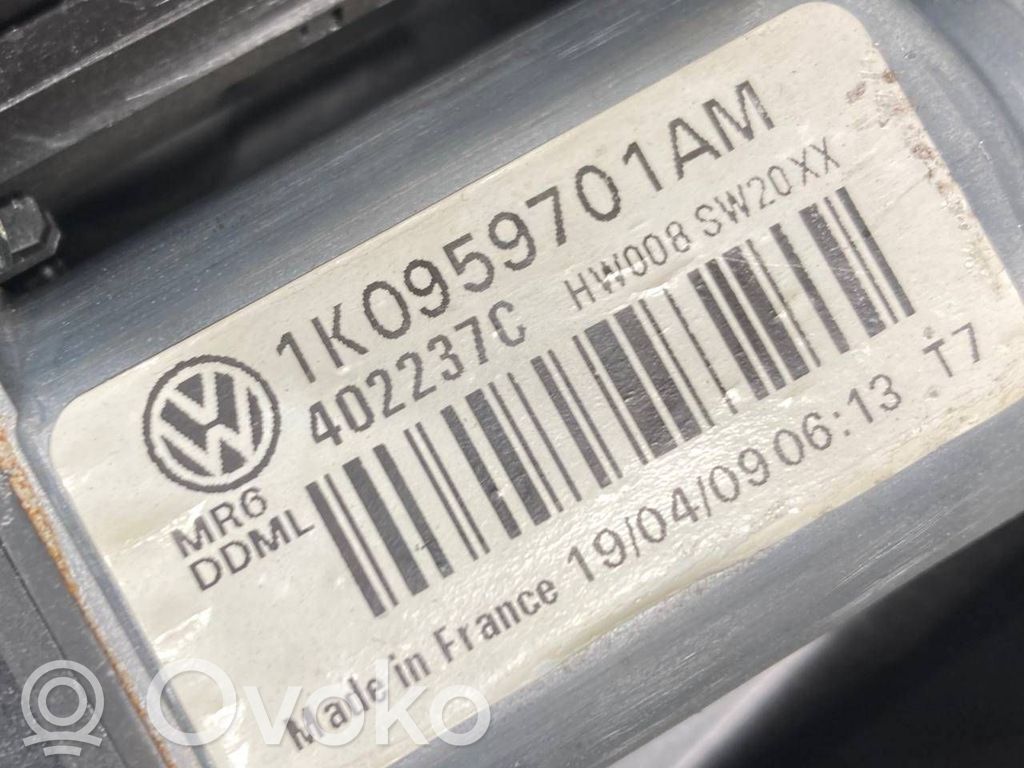 1K0959701AM
402237C HW008 SW20XX
MR6
DDML
Made in France 19/04/09 06:13 T7
Ovoko